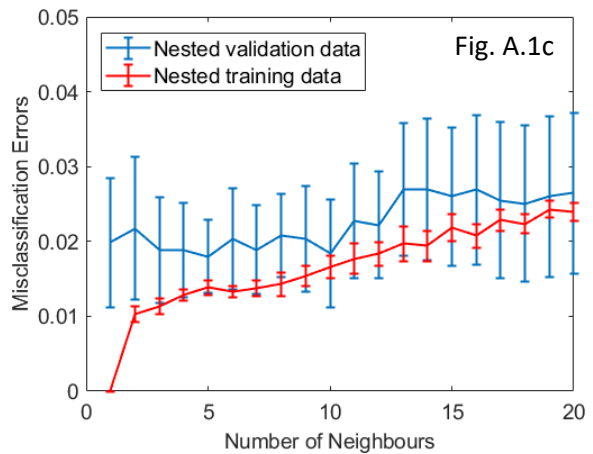 0.05
Nested validation data
Fig. A.1c
Nested training data
0.04
0.03
0.02
0.01
0
Misclassification Errors
0 5 10 15 20
Number of Neighbours